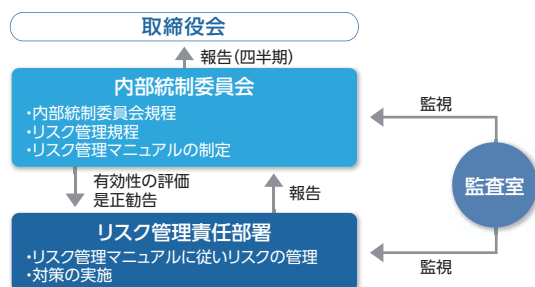 取締役会
報告(四半期)
内部統制委員会
・内部統制委員会規程
・リスク管理規程
・リスク管理マニュアルの制定
監視
有効性の評価
是正勧告
報告
監査室
リスク管理責任部署
・リスク管理マニュアルに従いリスクの管理
・対策の実施
監視